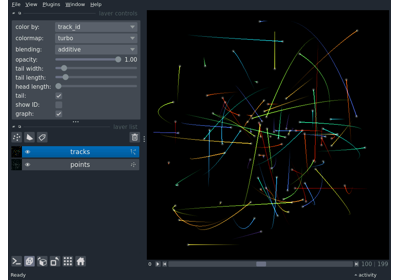 File View Plugins Window Help
layer controls
color by: track_id
colormap: turbo
blending: additive
opacity: 1.00
tail width:
tail length:
head length:
tail:
show ID:
graph:
layer list
tracks
points
100 | 199
Ready
activity